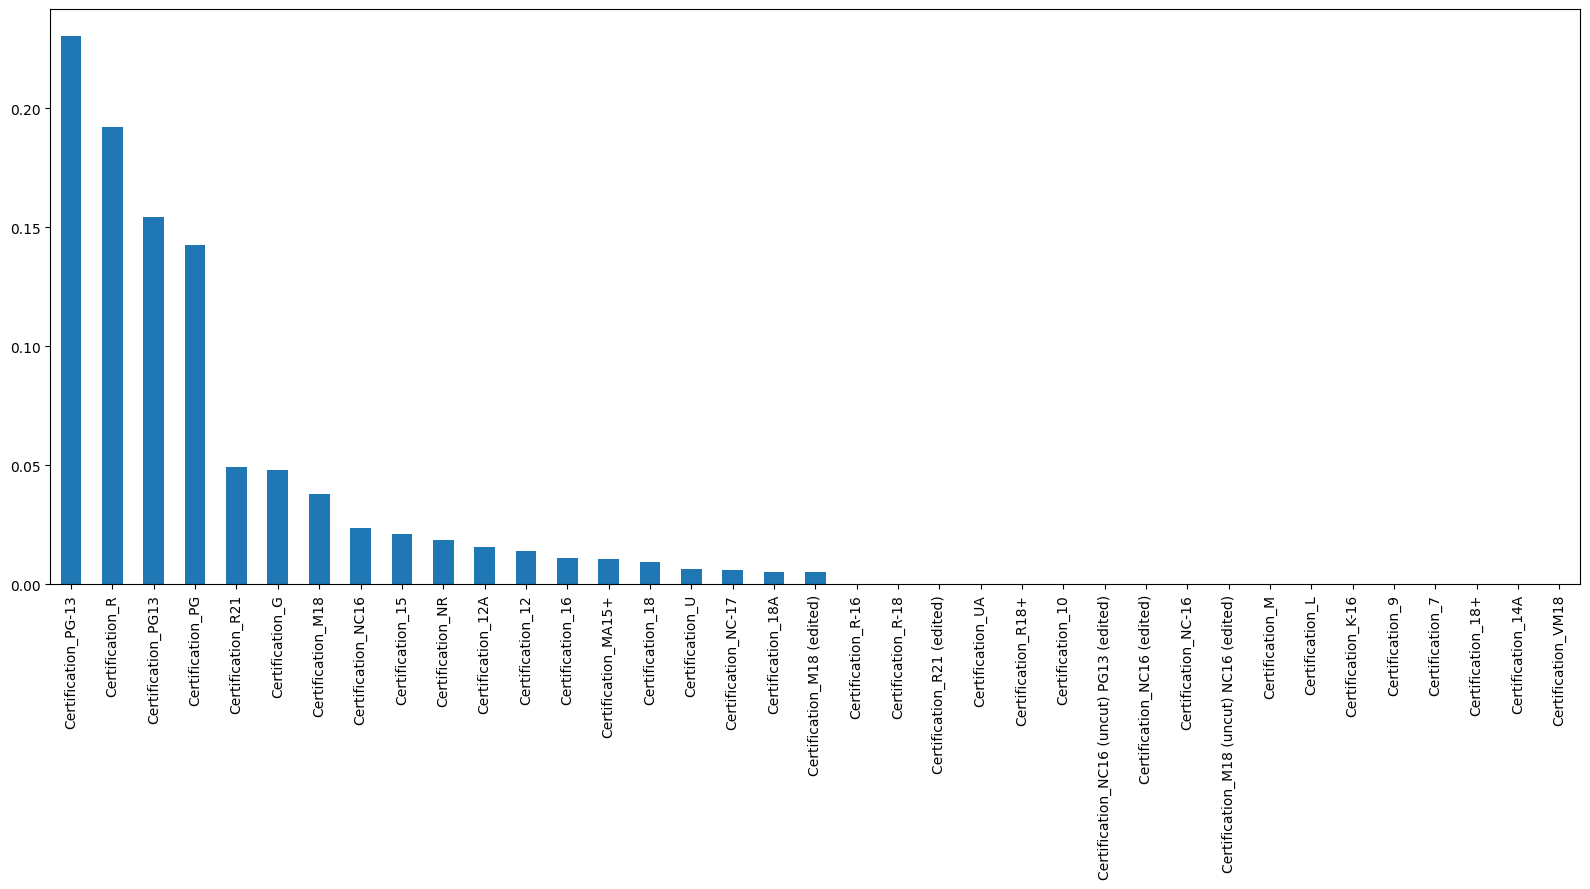 0.20
0.15
0.10
0.05
0.00
Certification_PG-13
Certification_R
Certification_PG13
Certification_PG
Certification_R21
Certification_G
Certification_M18
Certification_NC16
Certification_15
Certification_NR
Certification_12A
Certification_12
Certification_16
Certification_MA15+
Certification_18
Certification_U
Certification_NC-17
Certification_18A
Certification_M18 (edited)
Certification_R-16
Certification_R-18
Certification_R21 (edited)
Certification_UA
Certification_R18+
Certification_10
Certification_NC16 (uncut) PG13 (edited)
Certification_NC16 (edited)
Certification_NC-16
Certification_M18 (uncut) NC16 (edited)
Certification_M
Certification_L
Certification_K-16
Certification_9
Certification_7
Certification_18+
Certification_14A
Certification_VM18